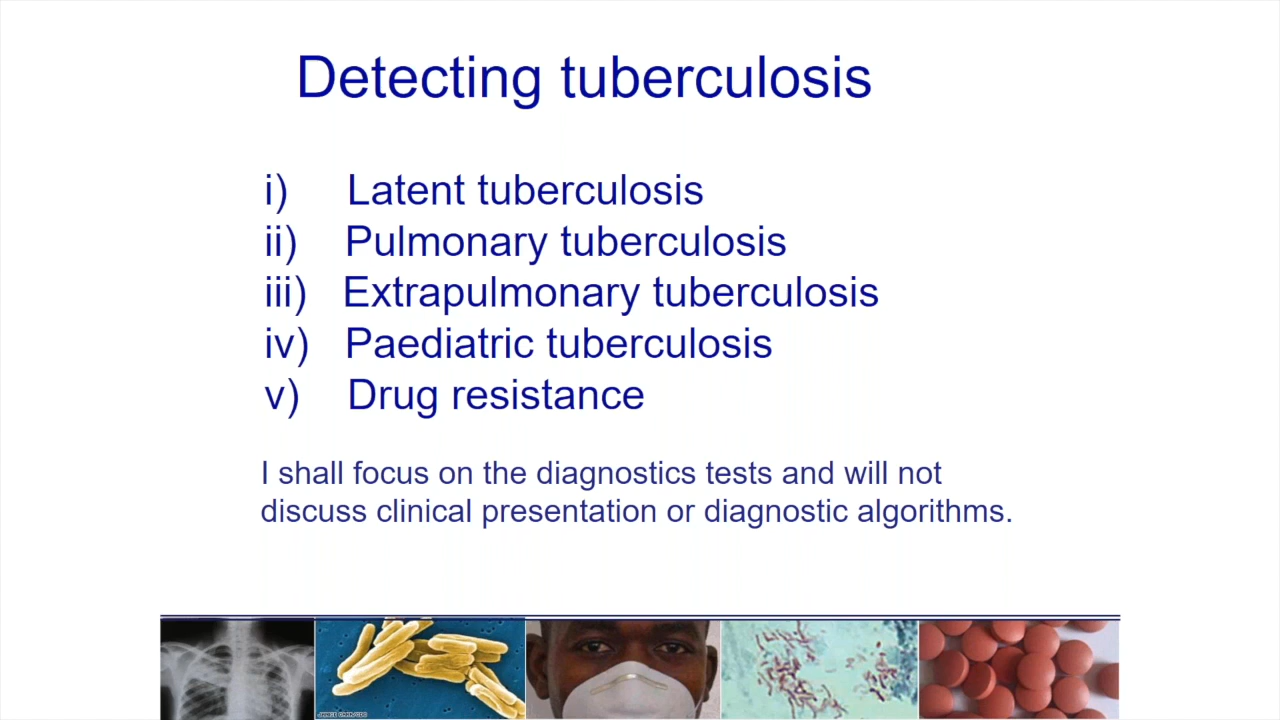 Detecting tuberculosis
i) Latent tuberculosis
ii) Pulmonary tuberculosis
iii) Extrapulmonary tuberculosis
iv) Paediatric tuberculosis
v) Drug resistance
I shall focus on the diagnostics tests and will not
discuss clinical presentation or diagnostic algorithms.